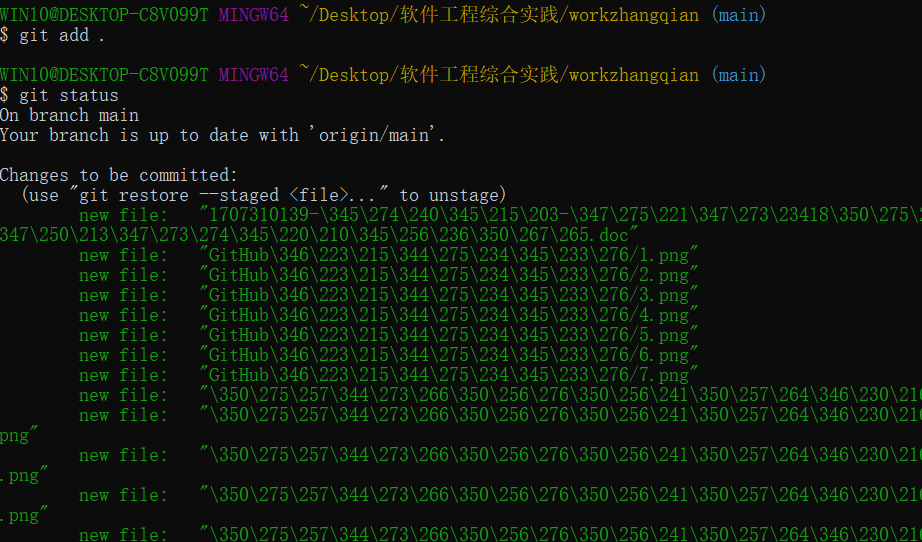 WIN10@DESKTOP-C8V099T MINGW64 ~/Desktop/软件工程综合实践/workzhangqian (main)
$ git add .
WIN10@DESKTOP-C8V099T MINGW64 ~/Desktop/软件工程综合实践/workzhangqian (main)
$ git status
On branch main
Your branch is up to date with 'origin/main'.
Changes to be committed:
(use "git restore --staged <file>..." to unstage)
new file: "1707310139-\345\274\240\345\215\203-\347\275\221\347\273\23418\350\275\
347\250\213\347\273\274\345\220\210\345\256\236\350\267\265.doc"
new file: "GitHub\346\223\215\344\275\234\345\233\276/1.png"
new file: "GitHub\346\223\215\344\275\234\345\233\276/2.png"
new file: "GitHub\346\223\215\344\275\234\345\233\276/3.png"
new file: "GitHub\346\223\215\344\275\234\345\233\276/4.png"
new file: "GitHub\346\223\215\344\275\234\345\233\276/5.png"
new file: "GitHub\346\223\215\344\275\234\345\233\276/6.png"
new file: "GitHub\346\223\215\344\275\234\345\233\276/7.png"
new file: "\350\275\257\344\273\266\350\256\276\350\256\241\350\257\264\346\230\216
new file: "\350\275\257\344\273\266\350\256\276\350\256\241\350\257\264\346\230\216
png"
new file: "\350\275\257\344\273\266\350\256\276\350\256\241\350\257\264\346\230\216
.png"
new file: "\350\275\257\344\273\266\350\256\276\350\256\241\350\257\264\346\230\216
.png"
new file: "\350\275\257\344\273\266\350\256\276\350\256\241\350\257\264\346\230\216